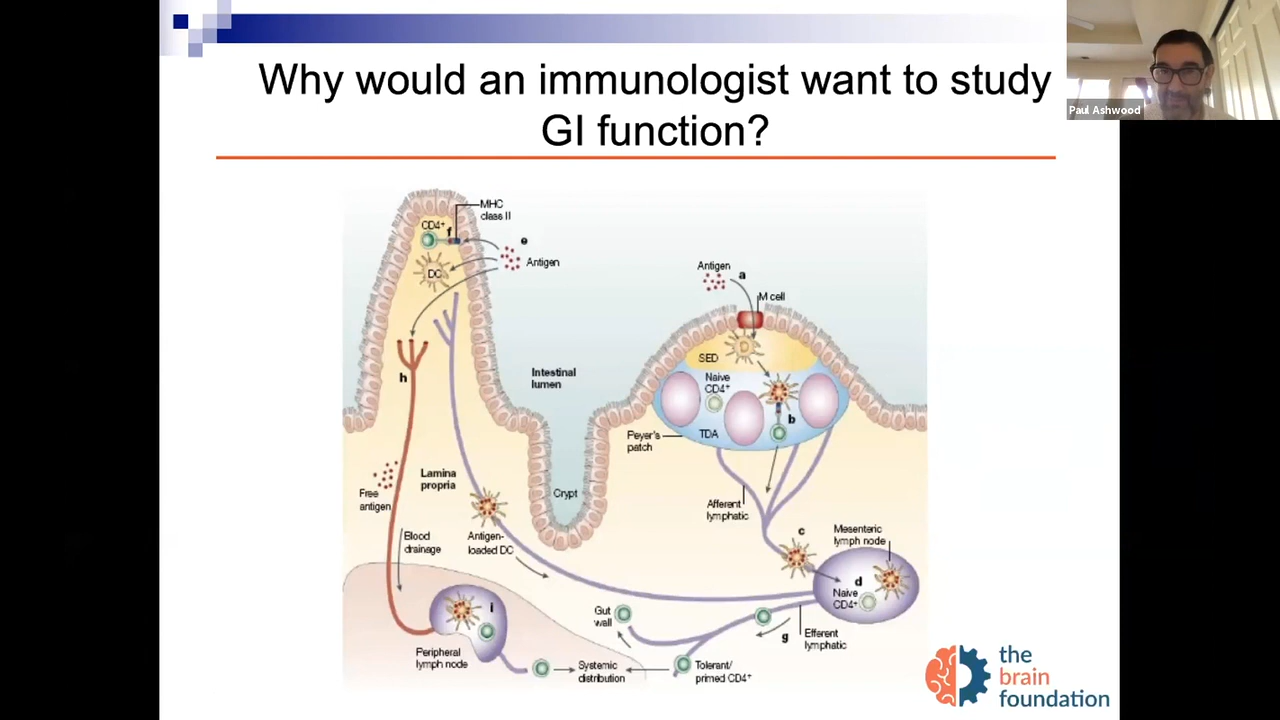 Why would an immunologist want to study
GI function?
Paul Ashwood
MHC
class II
CD4+
f
e
Antigen
DC
h
Antigen
a
M cell
SED
Naive
CD4+
b
TDA
Peyer's
patch
Intestinal
lumen
Crypt
Lamina
propria
Free
antigen
Blood
drainage
Antigen-
loaded DC
Afferent
lymphatic
c
Mesenteric
lymph node
d
Naive
CD4+
Gut
wall
g
Efferent
lymphatic
i
Peripheral
lymph node
Systemic
distribution
Tolerant/
primed CD4+
the
brain
foundation